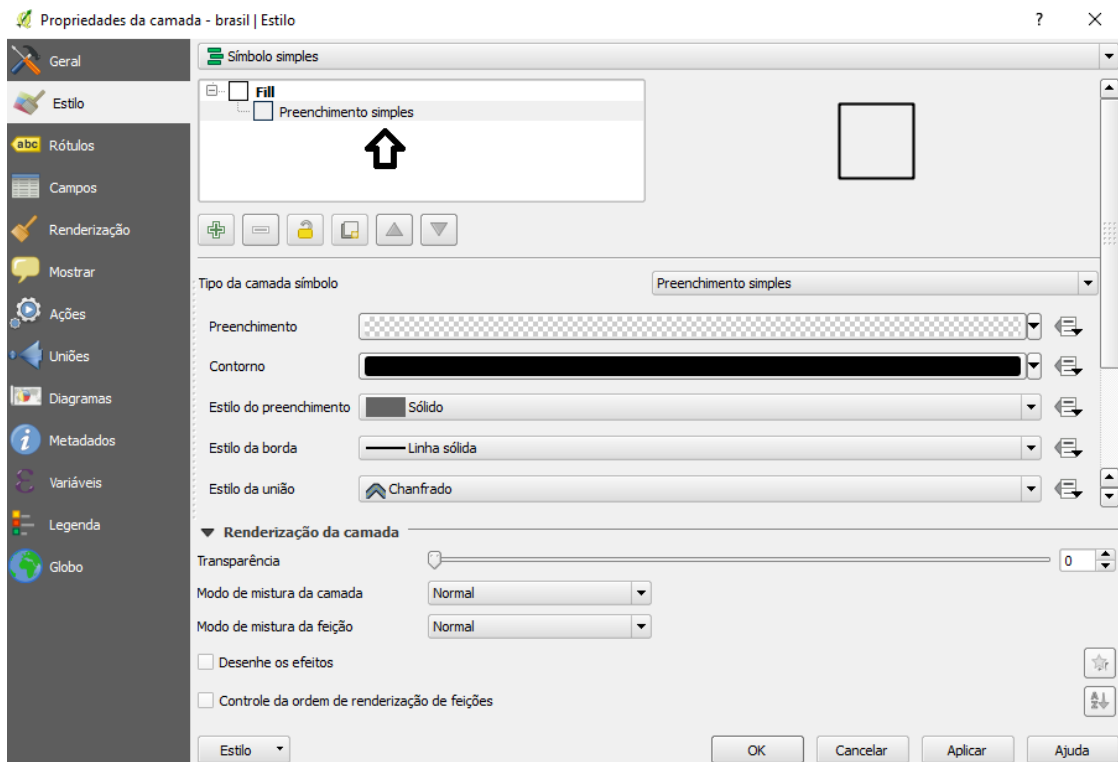 Propriedades da camada - brasil | Estilo
?
Geral
Estilo
abc Rótulos
Campos
Renderização
Mostrar
Ações
Uniões
Diagramas
Metadados
Variáveis
Legenda
Globo
Símbolo simples
Fill
Preenchimento simples
Tipo da camada símbolo
Preenchimento simples
Preenchimento
Contorno
Estilo do preenchimento
Sólido
Estilo da borda
Linha sólida
Estilo da união
Chanfrado
Renderização da camada
Transparência
0
Modo de mistura da camada
Normal
Modo de mistura da feição
Normal
Desenhe os efeitos
Controle da ordem de renderização de feições
Estilo
OK
Cancelar
Aplicar
Ajuda